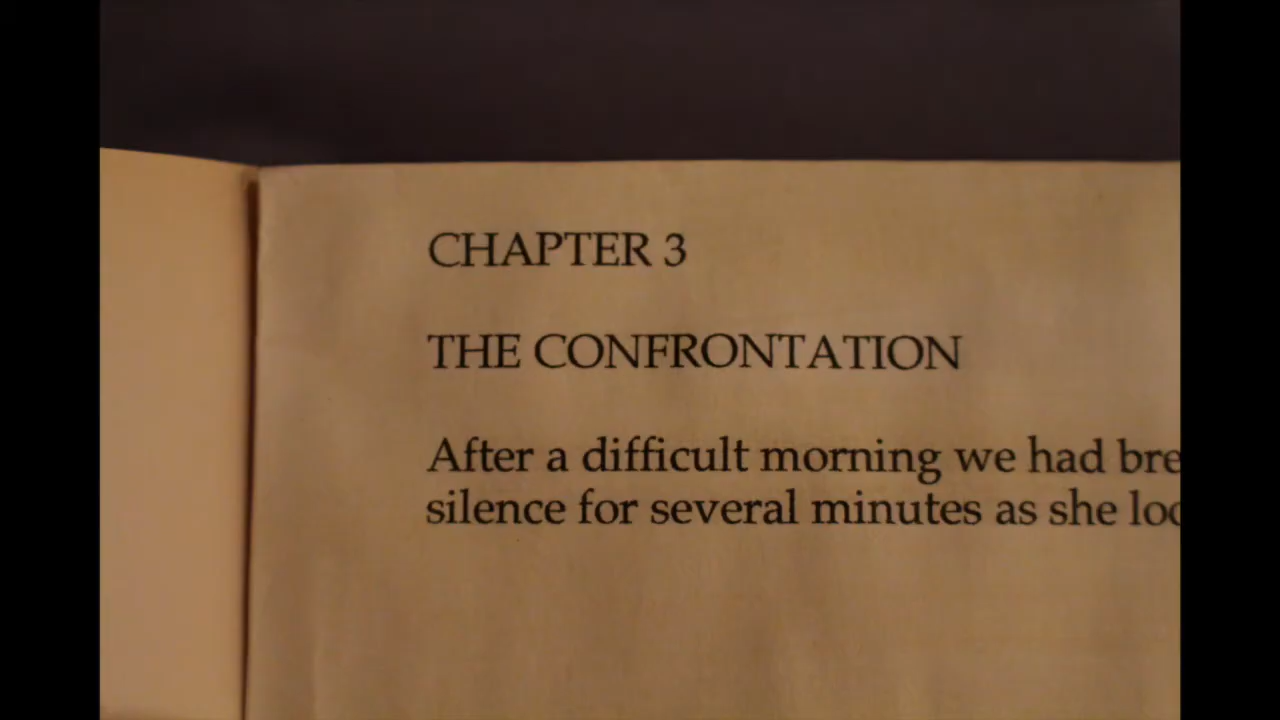 CHAPTER 3
THE CONFRONTATION
After a difficult morning we had
silence for several minutes as she